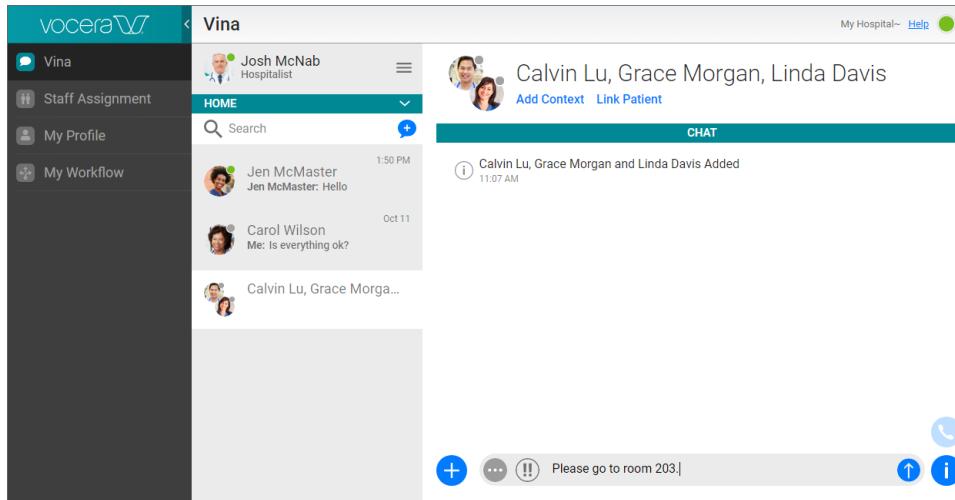 vocera
Vina
My Hospital~ Help
Vina
Staff Assignment
My Profile
My Workflow
Josh McNab
Hospitalist
HOME
Search
1:50 PM
Jen McMaster
Jen McMaster: Hello
Oct 11
Carol Wilson
Me: Is everything ok?
Calvin Lu, Grace Morga...
Calvin Lu, Grace Morgan, Linda Davis
Add Context Link Patient
CHAT
Calvin Lu, Grace Morgan and Linda Davis Added
11:07 AM
Please go to room 203.